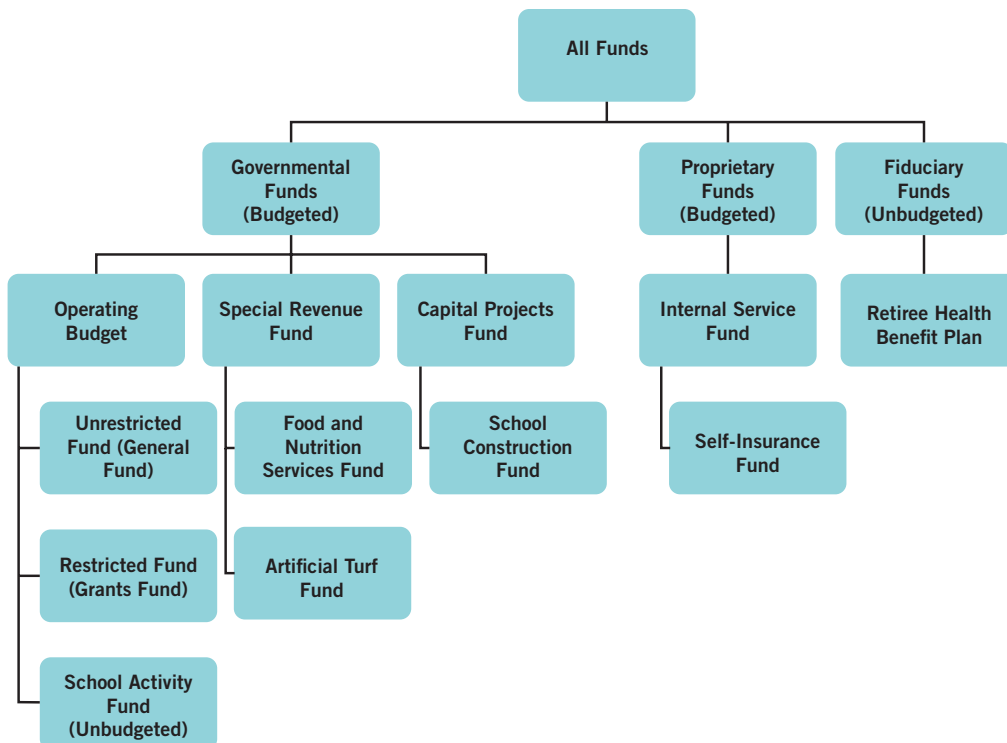 All Funds
Governmental
Funds
(Budgeted)
Proprietary
Funds
(Budgeted)
Fiduciary
Funds
(Unbudgeted)
Operating
Budget
Special Revenue
Fund
Capital Projects
Fund
Internal Service
Fund
Retiree Health
Benefit Plan
Unrestricted
Fund (General
Fund)
Food and
Nutrition
Services Fund
School
Construction
Fund
Self-Insurance
Fund
Restricted Fund
(Grants Fund)
Artificial Turf
Fund
School Activity
Fund
(Unbudgeted)